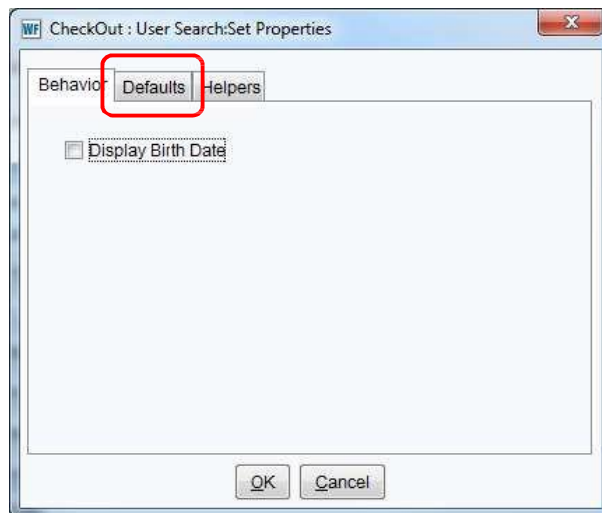 WF CheckOut : User Search:Set Properties
Behavior Defaults Helpers
Display Birth Date
OK Cancel